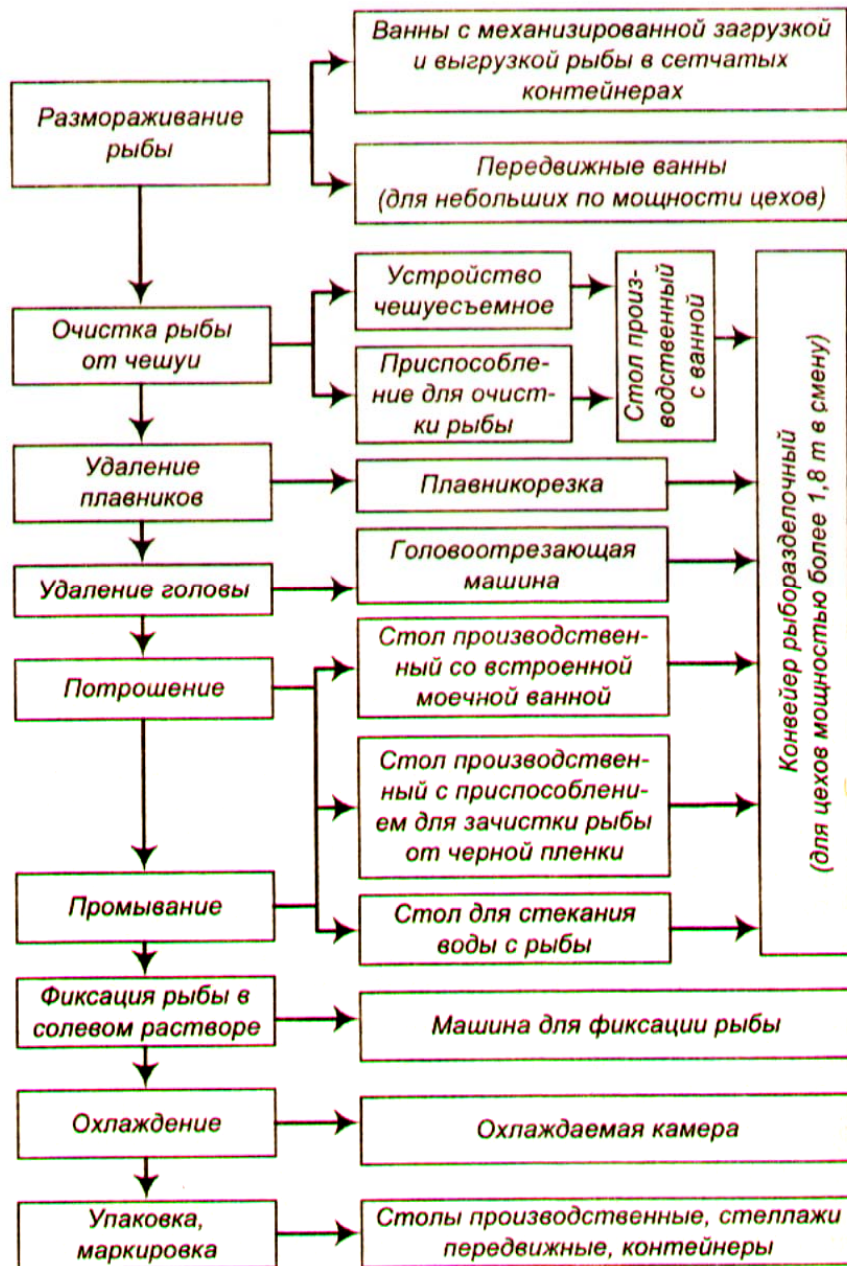 Размораживание
рыбы
Ванны с механизированной загрузкой
и выгрузкой рыбы в сетчатых
контейнерах
Передвижные ванны
(для небольших по мощности цехов)
Очистка рыбы
от чешуи
Устройство
чешуесъемное
Приспособле-
ние для очист-
ки рыбы
Стол произ-
водственный
с ванной
Конвейер рыборазделочный
(для цехов мощностью более 1,8 т в смену)
Удаление
плавников
Плавникорезка
Удаление головы
Головоотрезающая
машина
Потрошение
Стол производствен-
ный со встроенной
моечной ванной
Стол производствен-
ный с приспособлени-
ем для зачистки рыбы
от черной пленки
Промывание
Стол для стекания
воды с рыбы
Фиксация рыбы в
солевом растворе
Машина для фиксации рыбы
Охлаждение
Охлаждаемая камера
Упаковка,
маркировка
Столы производственные, стеллажи
передвижные, контейнеры